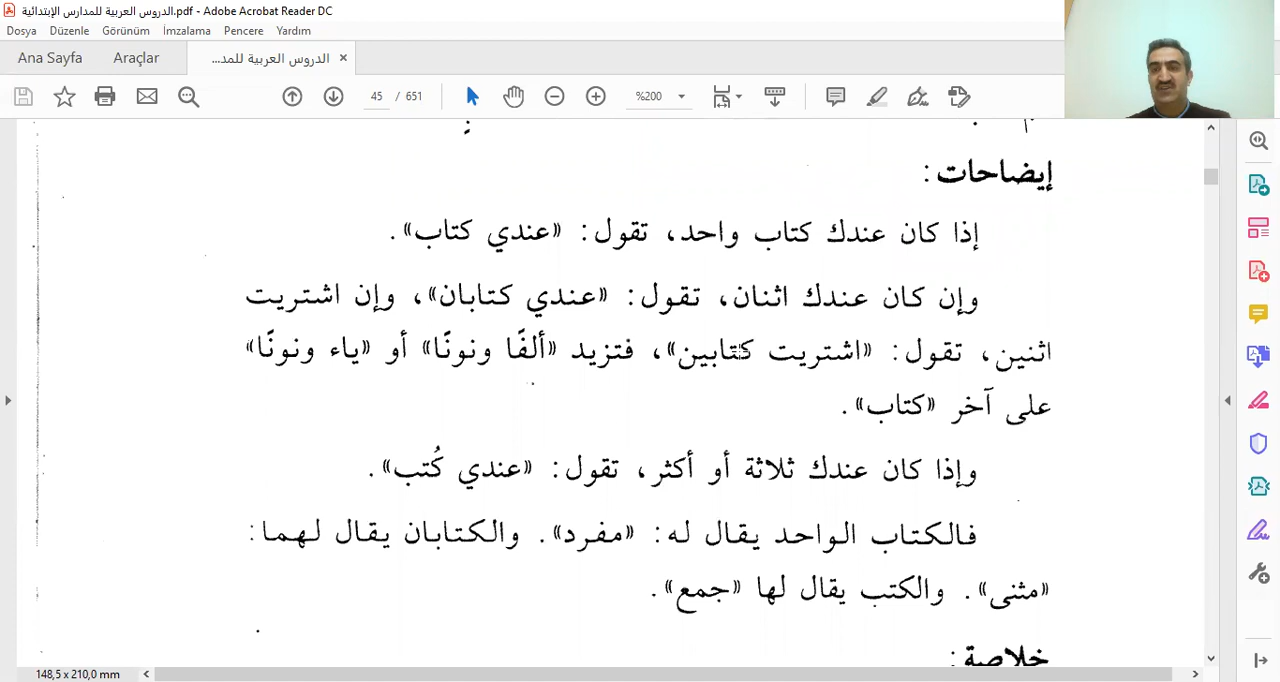 الدروس العربية للمدارس الإبتدائية.pdf - Adobe Acrobat Reader DC
Dosya Düzenle Görünüm İmzalama Pencere Yardım
Ana Sayfa Araçlar الدروس العربية للمد... ×
45 / 651 %200
إيضاحات :
إذا كان عندك كتاب واحد، تقول : «عندي كتاب» .
وإن كان عندك اثنان، تقول : «عندي كتابان» ، وإن اشتريت
اثنين، تقول : «اشتريت كتابين» ، فتزيد «ألفًا ونونًا» أو «ياء ونونًا»
على آخر «كتاب» .
وإذا كان عندك ثلاثة أو أكثر، تقول : «عندي كُتب» .
فالكتاب الواحد يقال له : «مفرد» . والكتابان يقال لهما :
«مثنى» . والكتب يقال لها «جمع» .
خلاصة :
148,5 x 210,0 mm